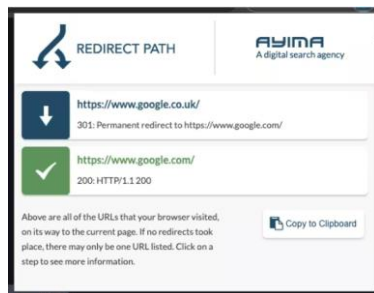 REDIRECT PATH
AYIMA
A digital search agency
https://www.google.co.uk/
301: Permanent redirect to https://www.google.com/
https://www.google.com/
200: HTTP/1.1 200
Above are all of the URLs that your browser visited,
on its way to the current page. If no redirects took
place, there may only be one URL listed. Click on a
step to see more information.
Copy to Clipboard